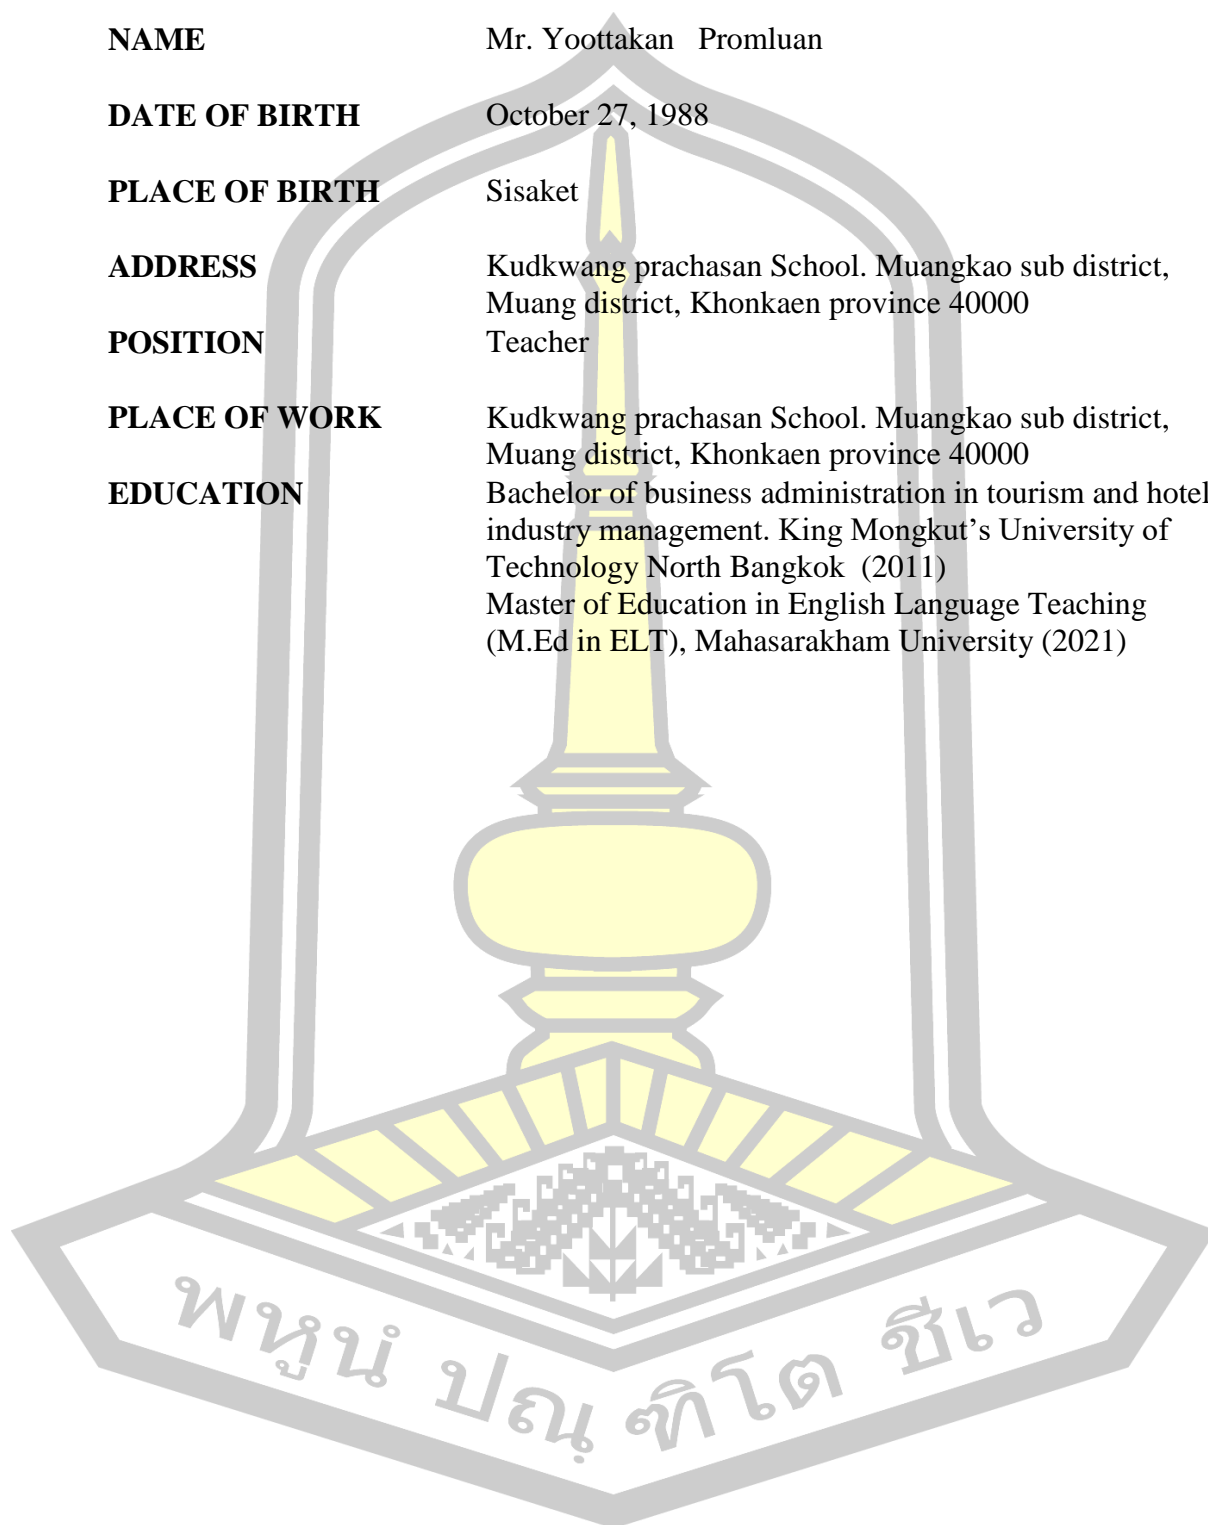 NAME Mr. Yoottakan Promluan
DATE OF BIRTH October 27, 1988
PLACE OF BIRTH Sisaket
ADDRESS Kudkwang prachasan School. Muangkao sub district,
Muang district, Khonkaen province 40000
POSITION Teacher
PLACE OF WORK Kudkwang prachasan School. Muangkao sub district,
Muang district, Khonkaen province 40000
EDUCATION Bachelor of business administration in tourism and hotel
industry management. King Mongkut’s University of
Technology North Bangkok (2011)
Master of Education in English Language Teaching
(M.Ed in ELT), Mahasarakham University (2021)
พหูนํ ปณฺฑิโต ชีเว